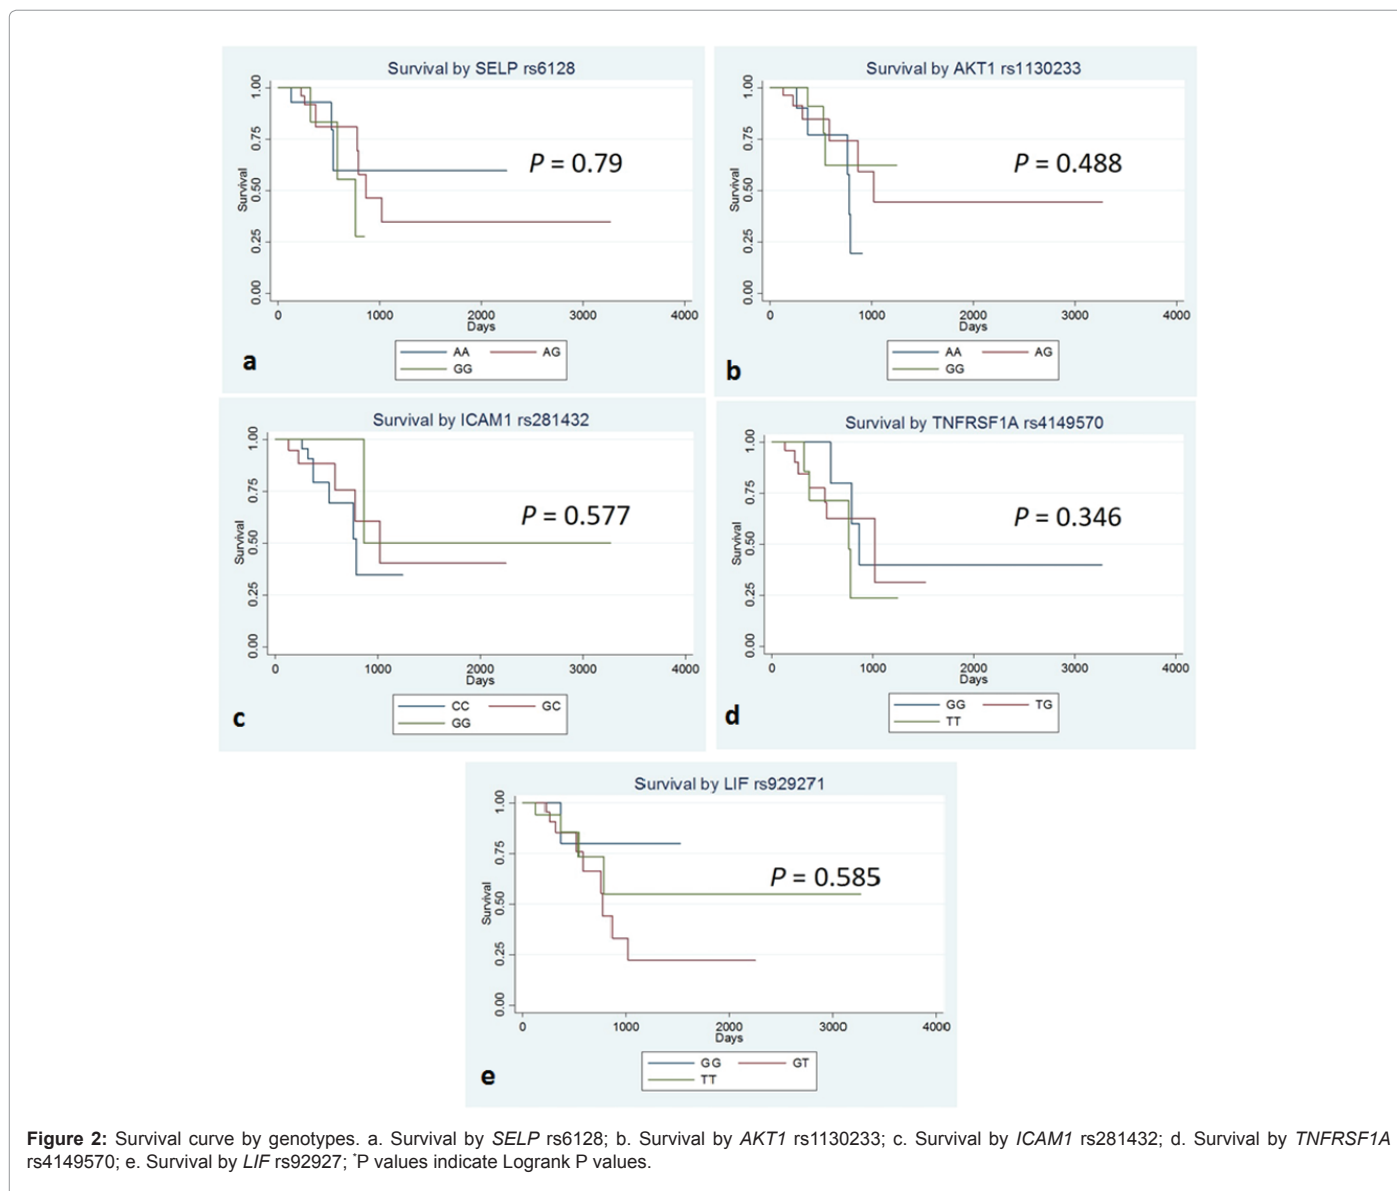 Survival by SELP rs6128
1.00
0.75
0.50
0.25
0.00
Survival
P = 0.79
0 1000 2000 3000 4000
Days
AA AG
GG
a
Survival by AKT1 rs1130233
1.00
0.75
0.50
0.25
0.00
Survival
P = 0.488
0 1000 2000 3000 4000
Days
AA AG
GG
b
Survival by ICAM1 rs281432
1.00
0.75
0.50
0.25
0.00
Survival
P = 0.577
0 1000 2000 3000 4000
Days
CC GC
GG
c
Survival by TNFRSF1A rs4149570
1.00
0.75
0.50
0.25
0.00
Survival
P = 0.346
0 1000 2000 3000 4000
Days
GG TG
TT
d
Survival by LIF rs929271
1.00
0.75
0.50
0.25
0.00
Survival
P = 0.585
0 1000 2000 3000 4000
Days
GG GT
TT
e
Figure 2: Survival curve by genotypes. a. Survival by SELP rs6128; b. Survival by AKT1 rs1130233; c. Survival by ICAM1 rs281432; d. Survival by TNFRSF1A
rs4149570; e. Survival by LIF rs92927; *P values indicate Logrank P values.